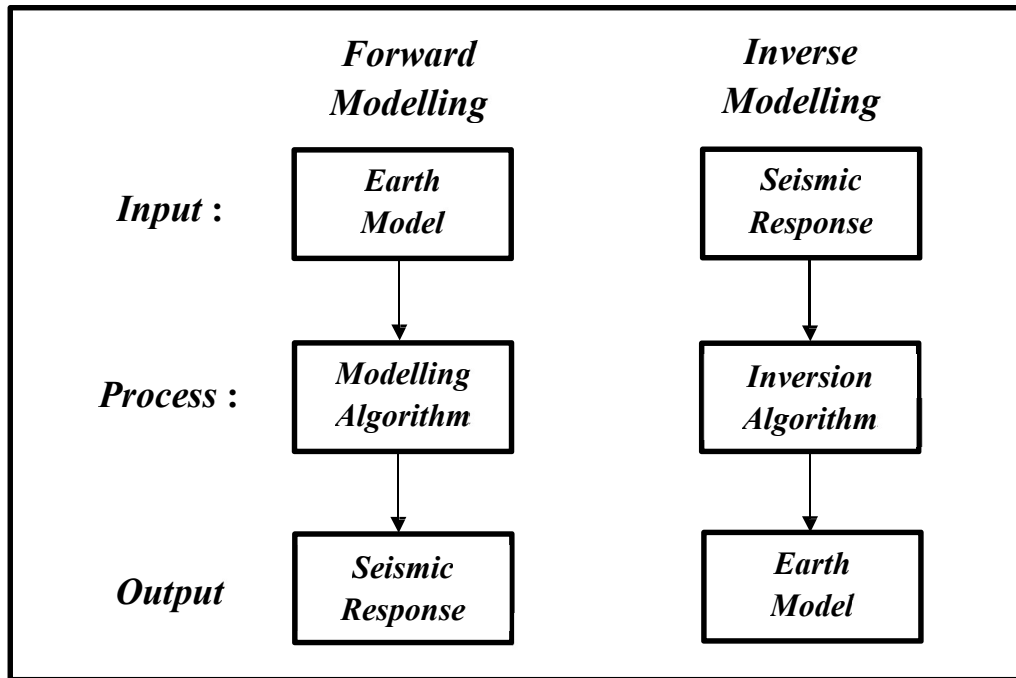 Forward
Modelling
Inverse
Modelling
Input :
Earth
Model
Seismic
Response
Process :
Modelling
Algorithm
Inversion
Algorithm
Output
Seismic
Response
Earth
Model